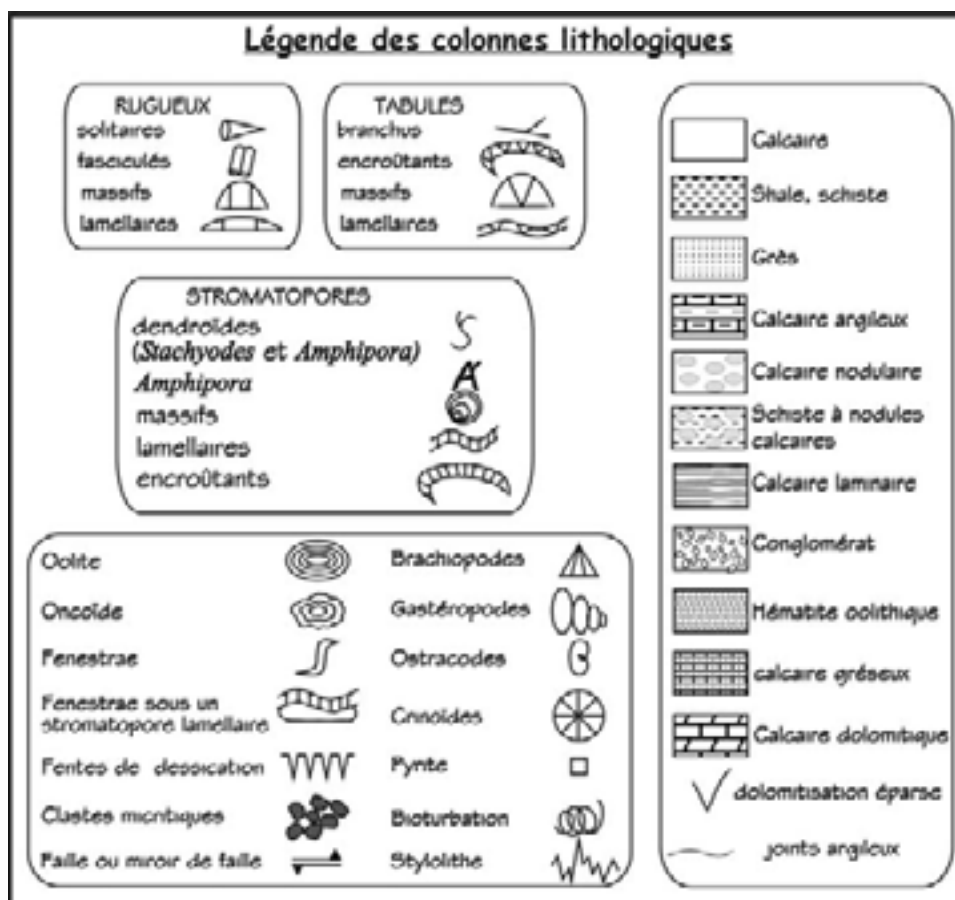 Légende des colonnes lithologiques
RUGUEUX
solitaires
fasciculés
massifs
lamellaires
TABULES
branchus
encroûtants
massifs
lamellaires
STROMATOPORES
dendroïdes
(Stachyodes et Amphipora)
Amphipora
A
massifs
lamellaires
encroûtants
Oolite
Oncoïde
Fenestrae
Fenestrae sous un
stromatopore lamellaire
Fentes de dessication
Clastes micritiques
Faille ou miroir de faille
Brachiopodes
Gastéropodes
Ostracodes
Crinoïdes
Pyrite
Bioturbation
Stylolithe
Calcaire
Shale, schiste
Grès
Calcaire argileux
Calcaire nodulaire
Schiste à nodules
calcaires
Calcaire laminaire
Conglomérat
Hématite oolithique
calcaire gréseux
Calcaire dolomitique
dolomitisation éparse
joints argileux